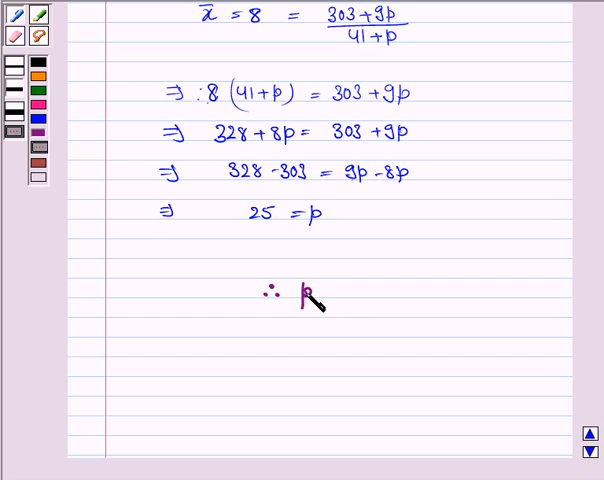 x̄ = 8 = (303+9p)/(41+p)
⇒ : 8 (41+p) = 303+9p
⇒ 328+8p = 303+9p
⇒ 328-303 = 9p-8p
⇒ 25 = p
∴ p